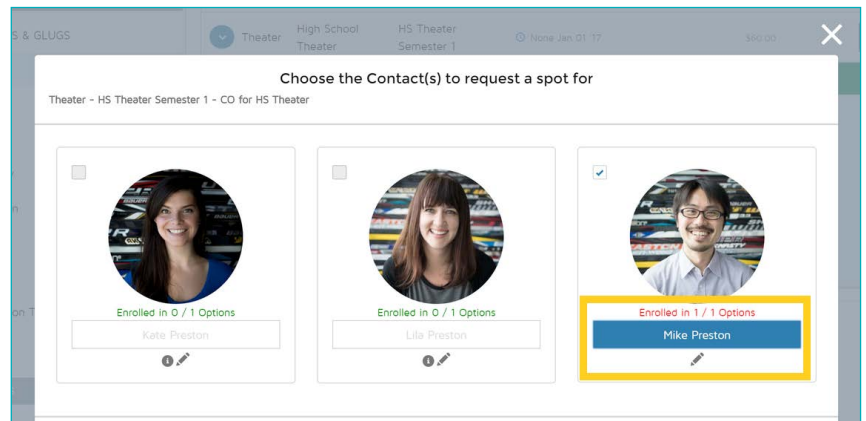 S & GLUGS
Theater
High School
Theater
HS Theater
Semester 1
None Jan 01 '17
$60.00
Choose the Contact(s) to request a spot for
Theater - HS Theater Semester 1 - CO for HS Theater
Enrolled in 0 / 1 Options
Kate Preston
Enrolled in 0 / 1 Options
Lila Preston
Enrolled in 1 / 1 Options
Mike Preston